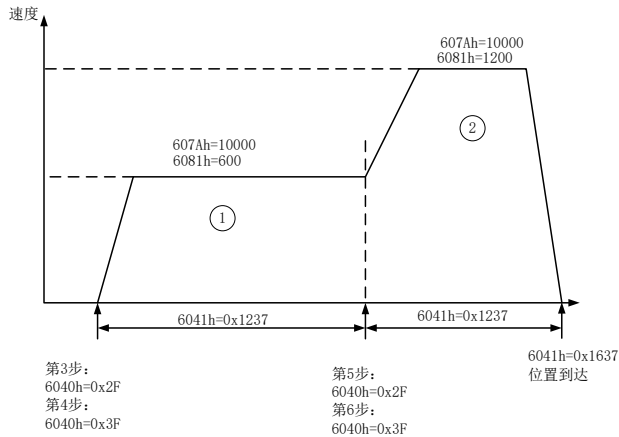 速度
607Ah=10000
6081h=1200
607Ah=10000
6081h=600
②
①
6041h=0x1237
6041h=0x1237
第3步：
6040h=0x2F
第4步：
6040h=0x3F
第5步：
6040h=0x2F
第6步：
6040h=0x3F
6041h=0x1637
位置到达